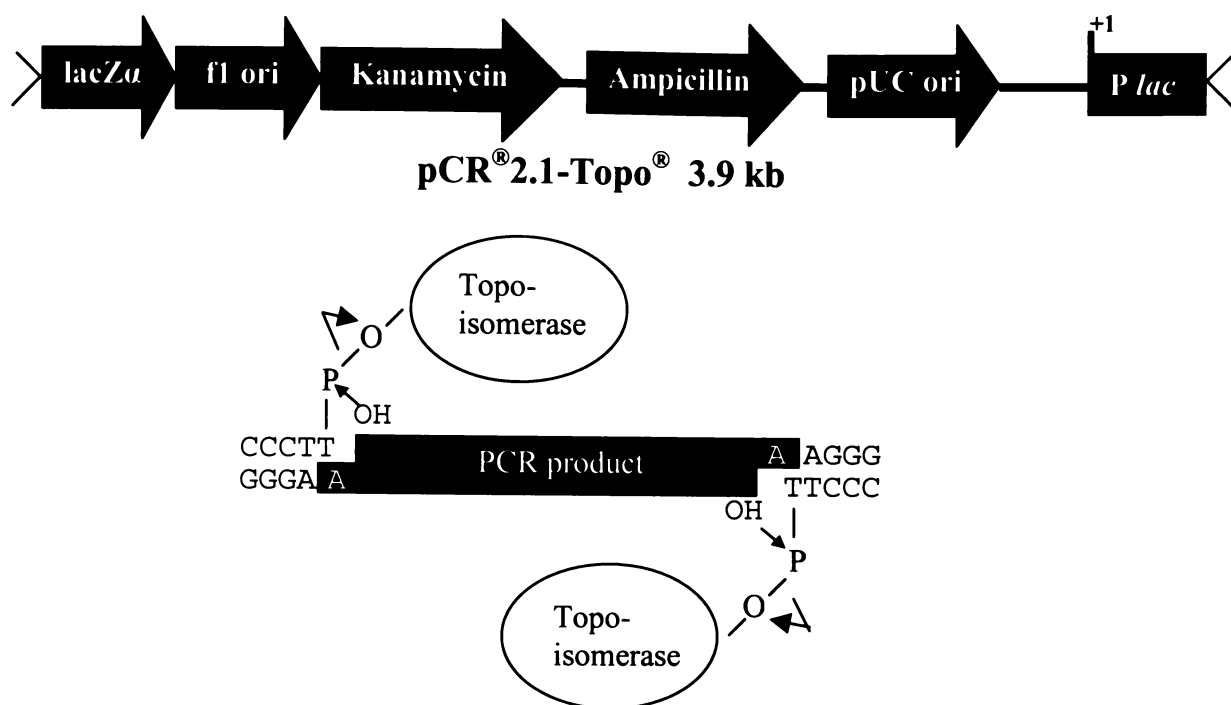 +1
lacZα f1 ori Kanamycin Ampicillin pUC ori P lac
pCR®2.1-Topo® 3.9 kb
Topo-
isomerase
O
P
OH
CCCTT PCR product A AGGG
GGGA A TTCCC
OH
P
O
Topo-
isomerase